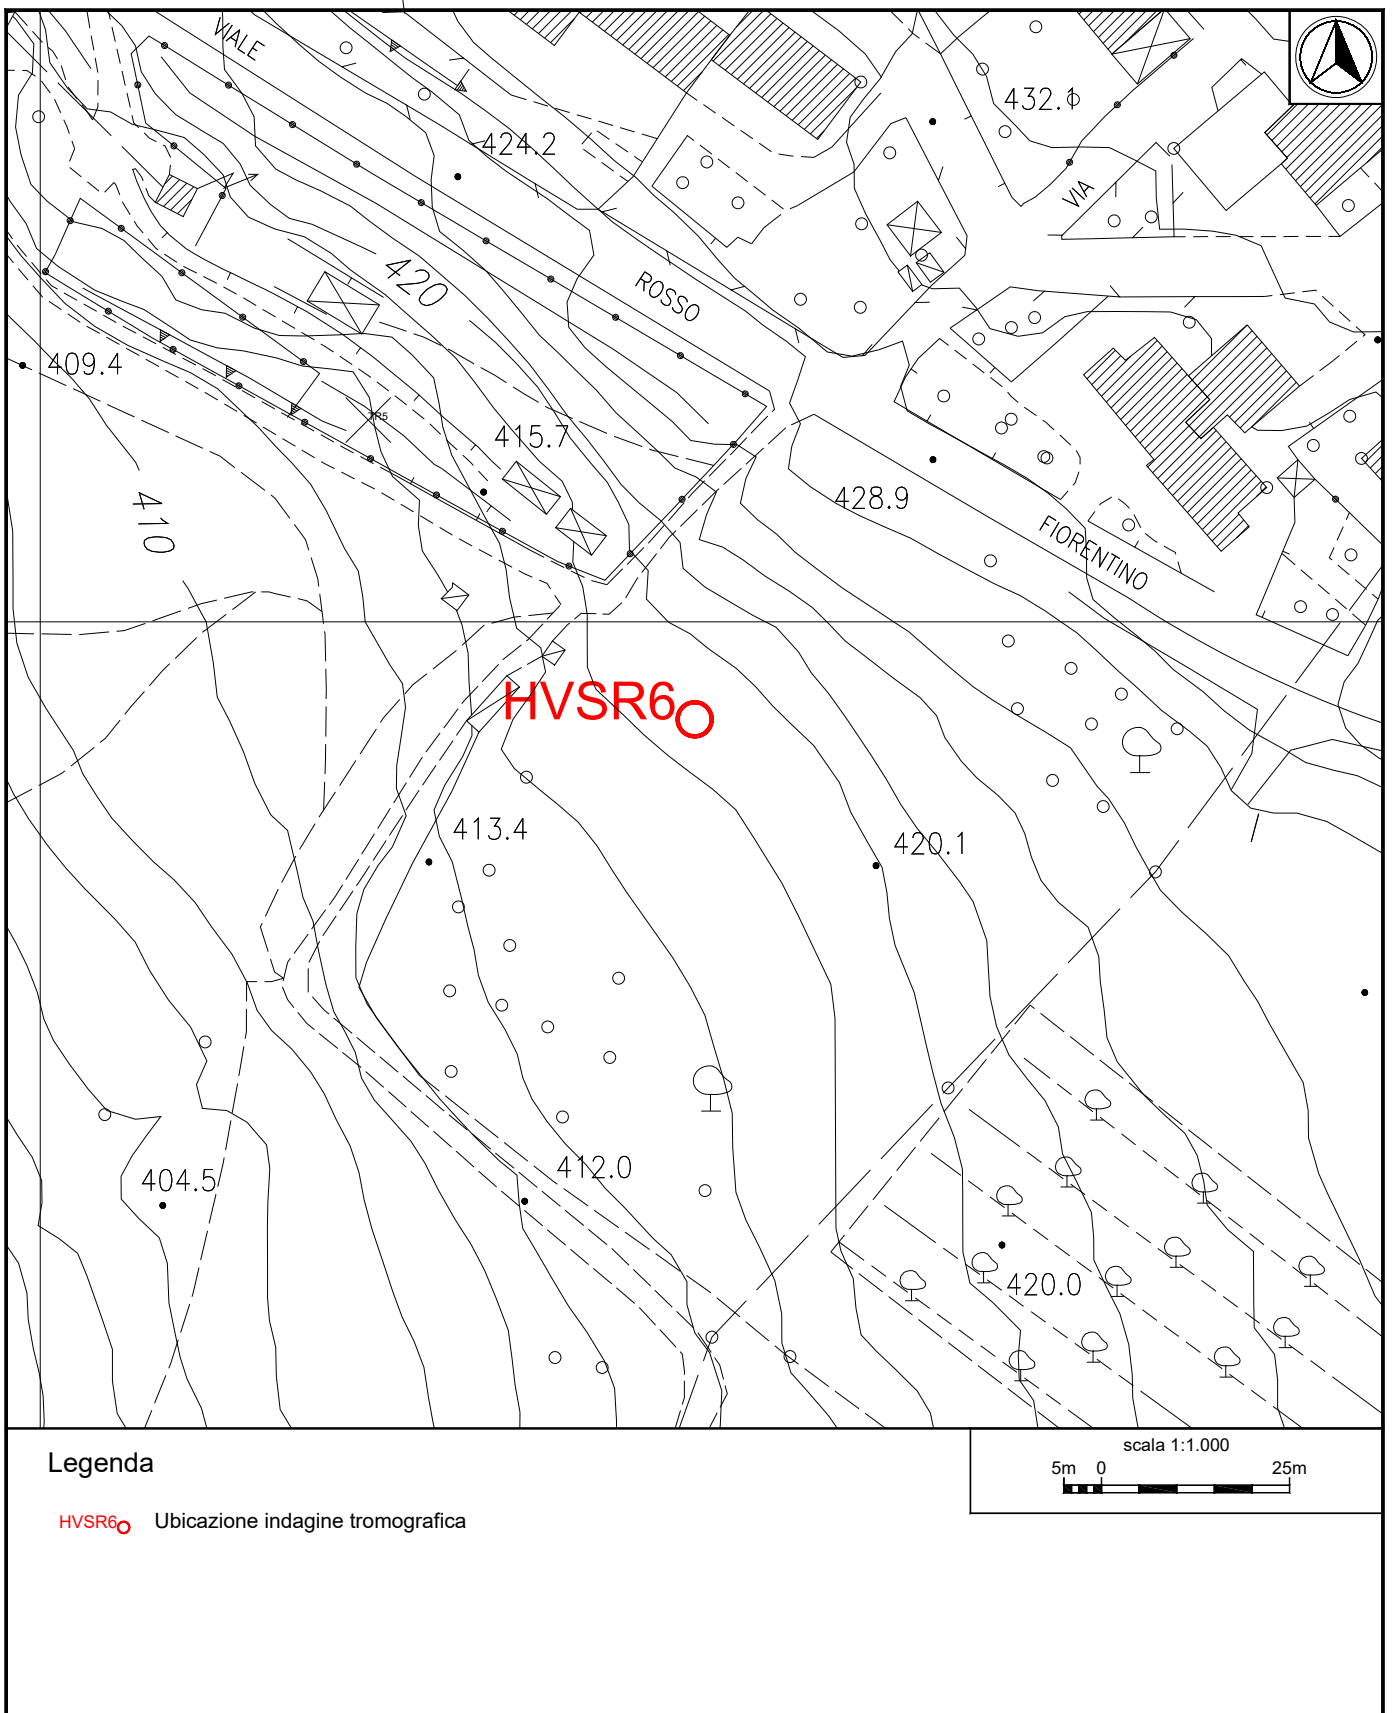 VIALE
432.1
424.2
VIA
420
ROSSO
409.4
TR5
415.7
428.9
410
FIORENTINO
HVSR6
413.4
420.1
412.0
404.5
420.0
Legenda
HVSR6 Ubicazione indagine tromografica
scala 1:1.000
5m 0 25m